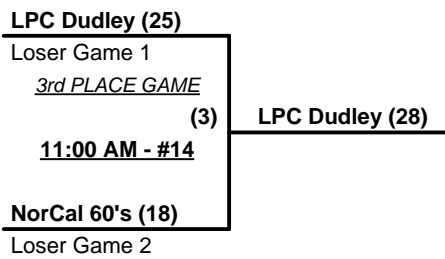 LPC Dudley (25)
Loser Game 1
3rd PLACE GAME
(3)
LPC Dudley (28)
11:00 AM - #14
NorCal 60's (18)
Loser Game 2